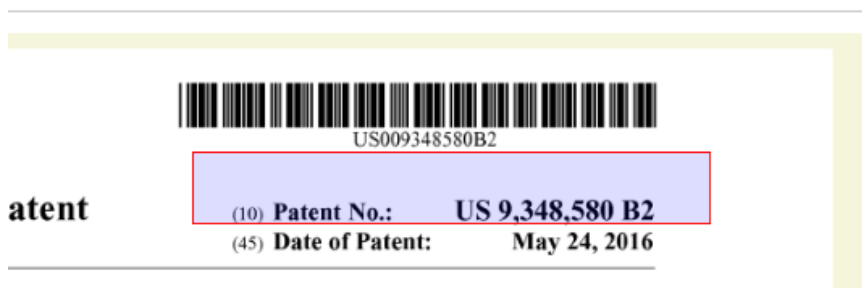 US009348580B2
atent
(10) Patent No.: US 9,348,580 B2
(45) Date of Patent: May 24, 2016